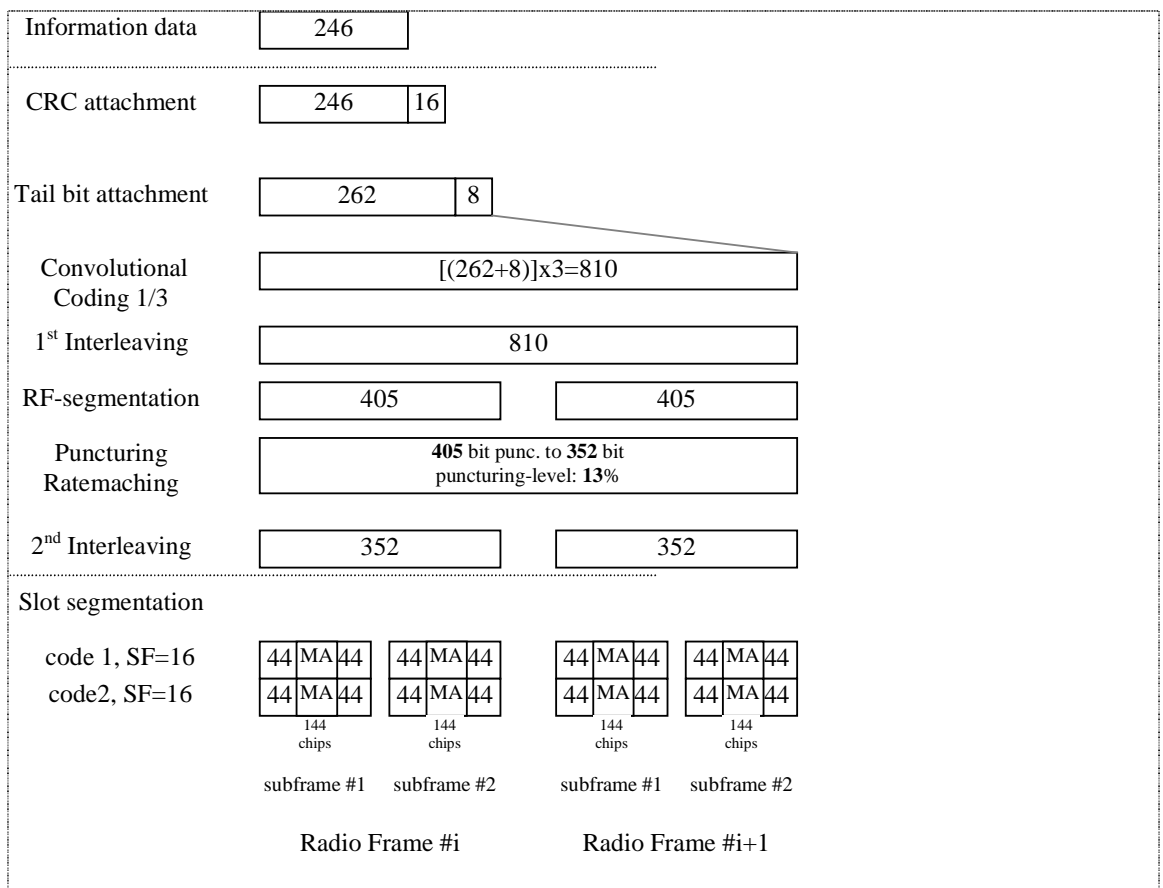 Information data 246
CRC attachment 246 16
Tail bit attachment 262 8
Convolutional
Coding 1/3
[(262+8)]x3=810
1st Interleaving 810
RF-segmentation 405 405
Puncturing
Ratemaching
405 bit punc. to 352 bit
puncturing-level: 13%
2nd Interleaving 352 352
Slot segmentation
code 1, SF=16 44 MA 44 44 MA 44 44 MA 44 44 MA 44
code2, SF=16 44 MA 44 44 MA 44 44 MA 44 44 MA 44
144 144 144 144
chips chips chips chips
subframe #1 subframe #2 subframe #1 subframe #2
Radio Frame #i Radio Frame #i+1